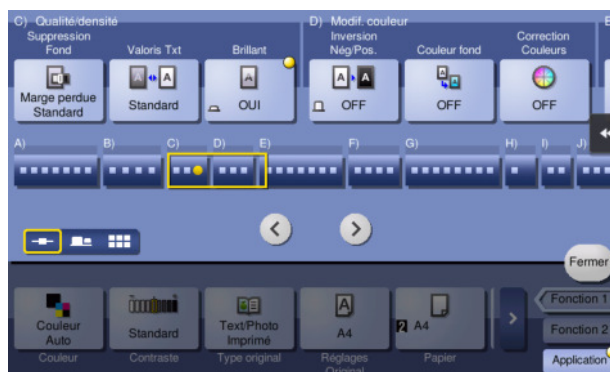 C) Qualité/densité
D) Modif. couleur
E
Suppression
Fond
Valoris Txt
Brillant
Inversion
Nég/Pos.
Couleur fond
Correction
Couleurs
Marge perdue
Standard
Standard
OUI
OFF
OFF
OFF
A)
B)
C)
D)
E)
F)
G)
H)
I)
J)
Fermer
Couleur
Auto
Standard
Text/Photo
Imprimé
A4
2 A4
Fonction 1
Fonction 2
Application
Couleur
Contraste
Type original
Réglages
Original
Papier